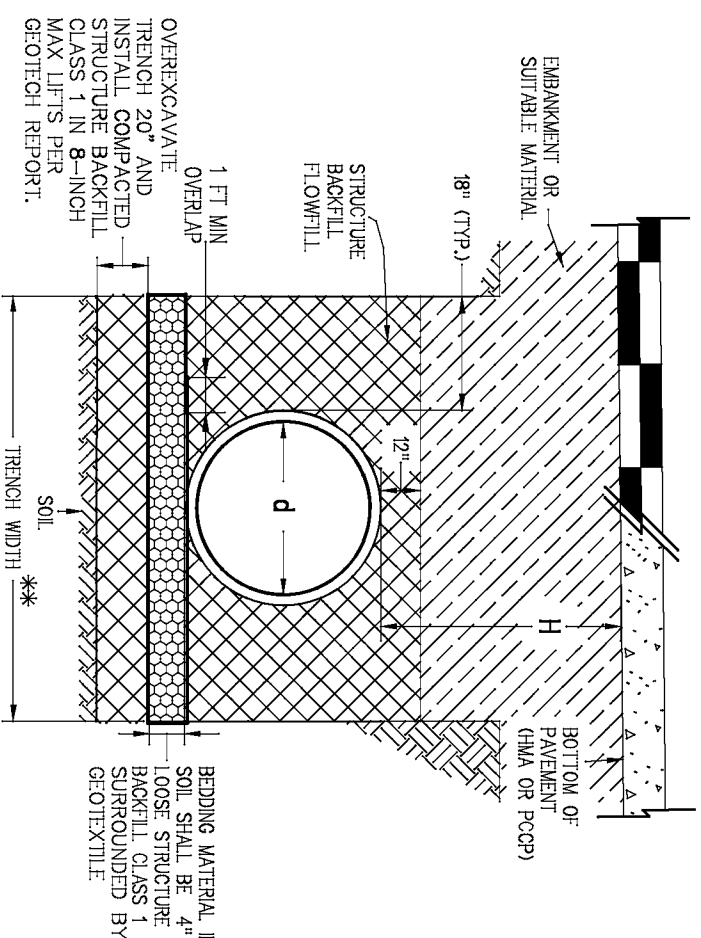 EMBANKMENT OR
SUITABLE MATERIAL
18" (TYP.)
STRUCTURE
BACKFILL
FLOWFILL
1 FT MIN
OVERLAP
OVEREXCAVATE
TRENCH 20" AND
INSTALL COMPACTED
STRUCTURE BACKFILL
CLASS 1 IN 8-INCH
MAX LIFTS PER
GEOTECH REPORT.
12"
d
H
SOIL
TRENCH WIDTH **
BOTTOM OF
PAVEMENT
(HMA OR PCCP)
BEDDING MATERIAL
SOIL SHALL BE 4"
LOOSE STRUCTURE
BACKFILL CLASS 1
SURROUNDED BY
GEOTEXTILE